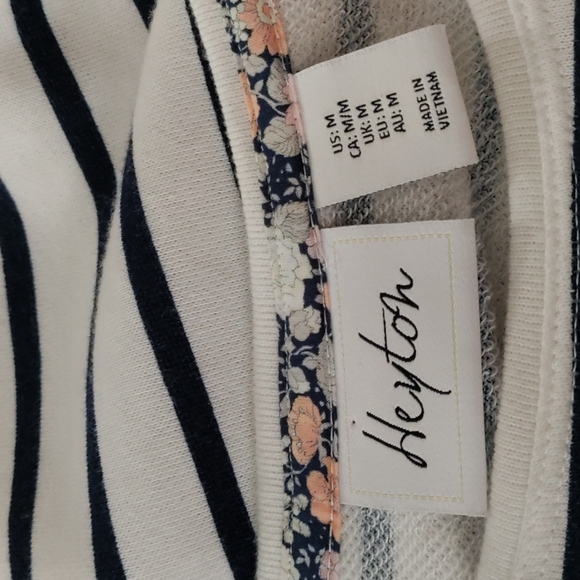 US: M
CA: M/M
UK: M
EU: M
AU: M
MADE IN
VIETNAM
Heyton